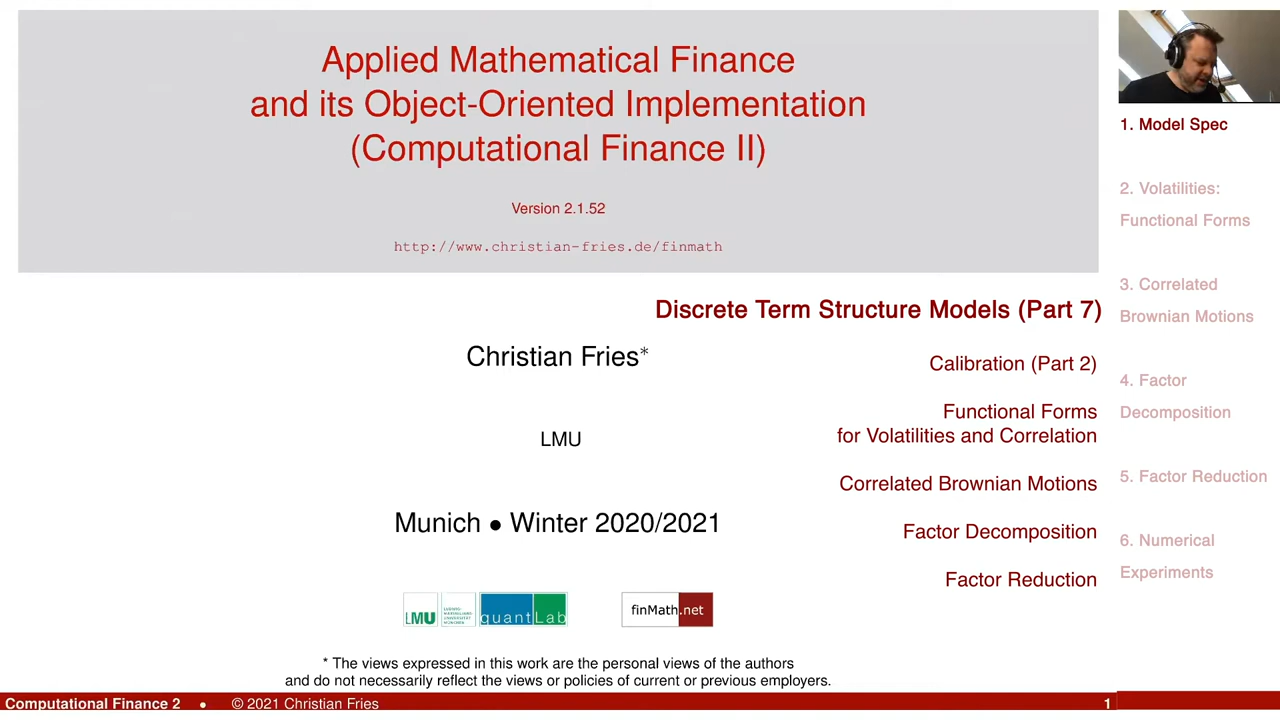 Applied Mathematical Finance
and its Object-Oriented Implementation
(Computational Finance II)
Version 2.1.52
http://www.christian-fries.de/finmath
Discrete Term Structure Models (Part 7)
Christian Fries*
Calibration (Part 2)
Functional Forms
for Volatilities and Correlation
LMU
Correlated Brownian Motions
Munich • Winter 2020/2021
Factor Decomposition
Factor Reduction
LMU
quantLab
finMath.net
* The views expressed in this work are the personal views of the authors
and do not necessarily reflect the views or policies of current or previous employers.
Computational Finance 2 • © 2021 Christian Fries
1
1. Model Spec
2. Volatilities:
Functional Forms
3. Correlated
Brownian Motions
4. Factor
Decomposition
5. Factor Reduction
6. Numerical
Experiments